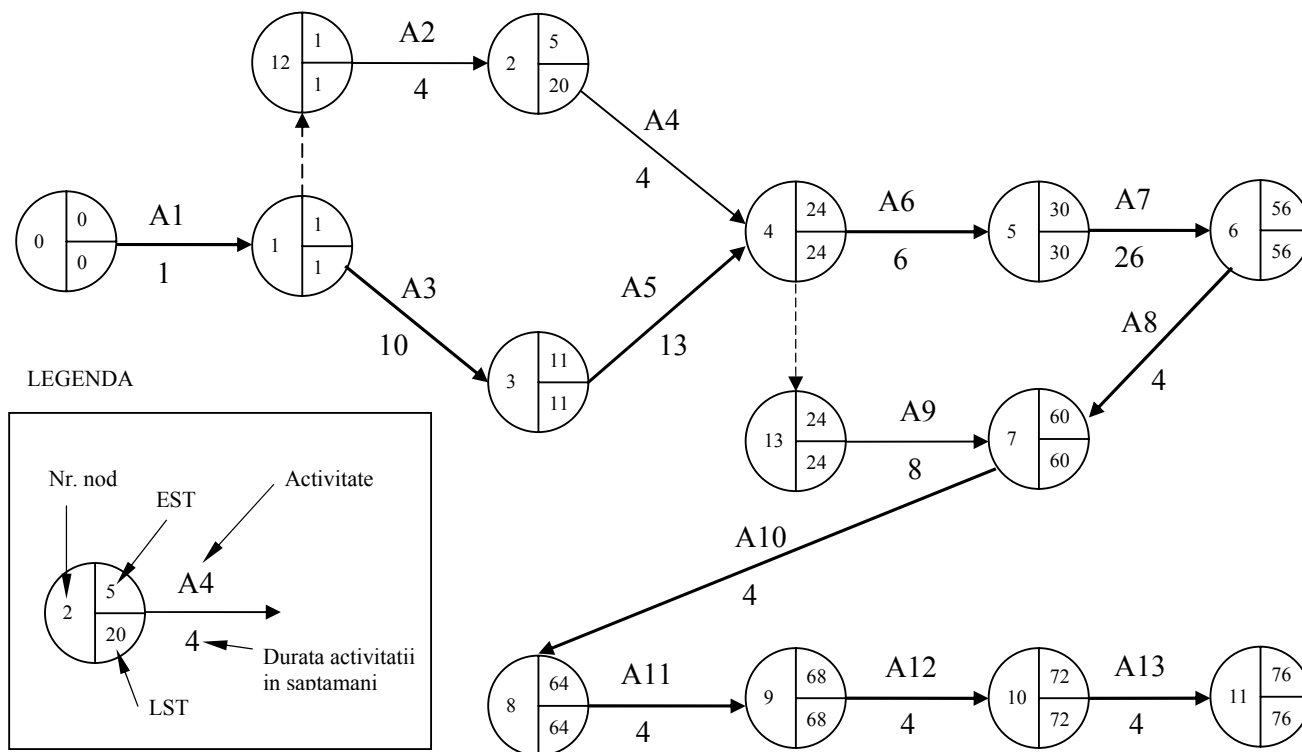 1
A2
5
12
2
1
4
20
A4
4
0
A1
1
24
A6
30
A7
56
0
1
4
5
6
0
1
1
24
6
30
26
56
A3
A5
A8
10
11
13
4
LEGENDA
3
11
24
A9
60
13
7
24
8
60
Nr. nod
Activitate
EST
A10
5
A4
4
2
20
4
Durata activitatii
in saptamani
LST
64
A11
68
A12
72
A13
76
8
9
10
11
64
4
68
4
72
4
76